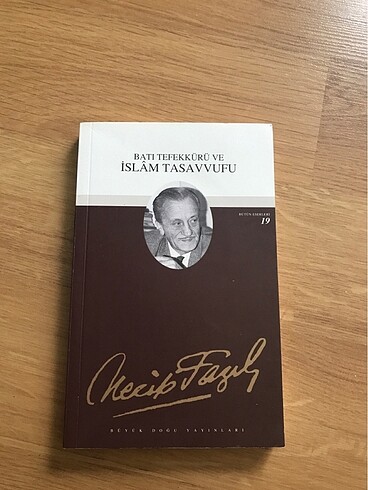 BATI TEFEKKÜRÜ VE
İSLÂM TASAVVUFU
BÜTÜN ESERLERİ
19
Necip Fazıl
BÜYÜK DOĞU YAYINLARI